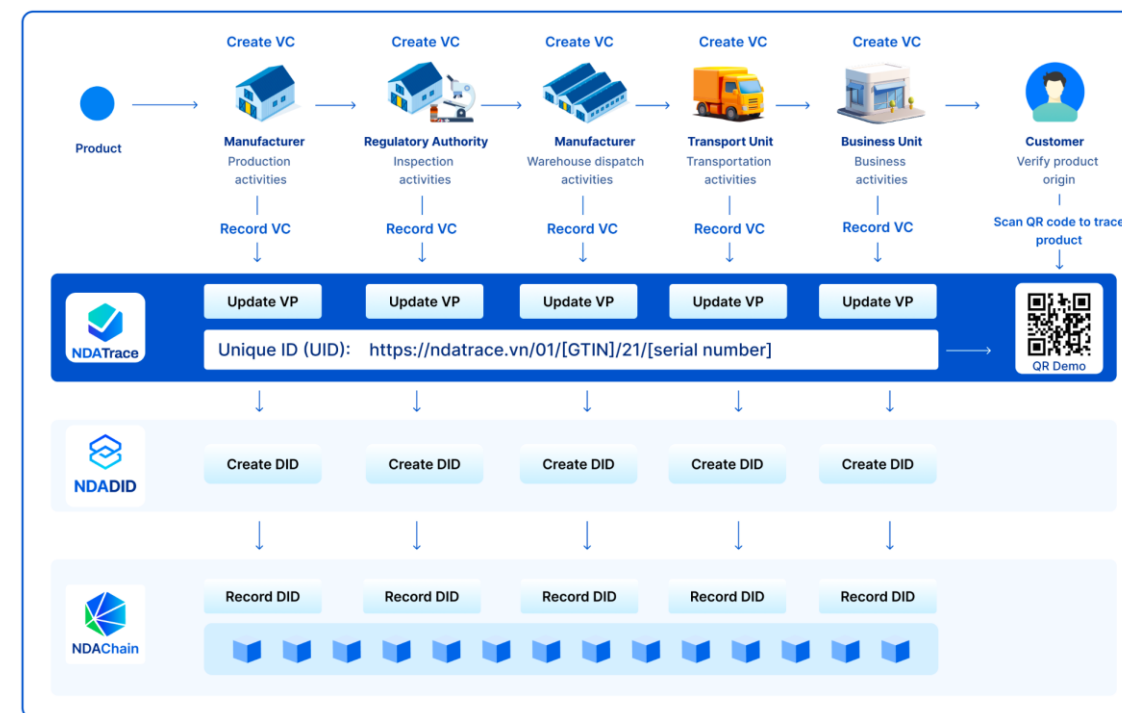 Create VC
Create VC
Create VC
Create VC
Create VC
Product
Manufacturer
Production
activities
Regulatory Authority
Inspection
activities
Manufacturer
Warehouse dispatch
activities
Transport Unit
Transportation
activities
Business Unit
Business
activities
Customer
Verify product
origin
Record VC
Record VC
Record VC
Record VC
Record VC
Scan QR code to trace
product
NDATrace
Update VP
Update VP
Update VP
Update VP
Update VP
Unique ID (UID): https://ndatrace.vn/01/[GTIN]/21/[serial number]
QR Demo
NDADID
Create DID
Create DID
Create DID
Create DID
Create DID
NDAChain
Record DID
Record DID
Record DID
Record DID
Record DID